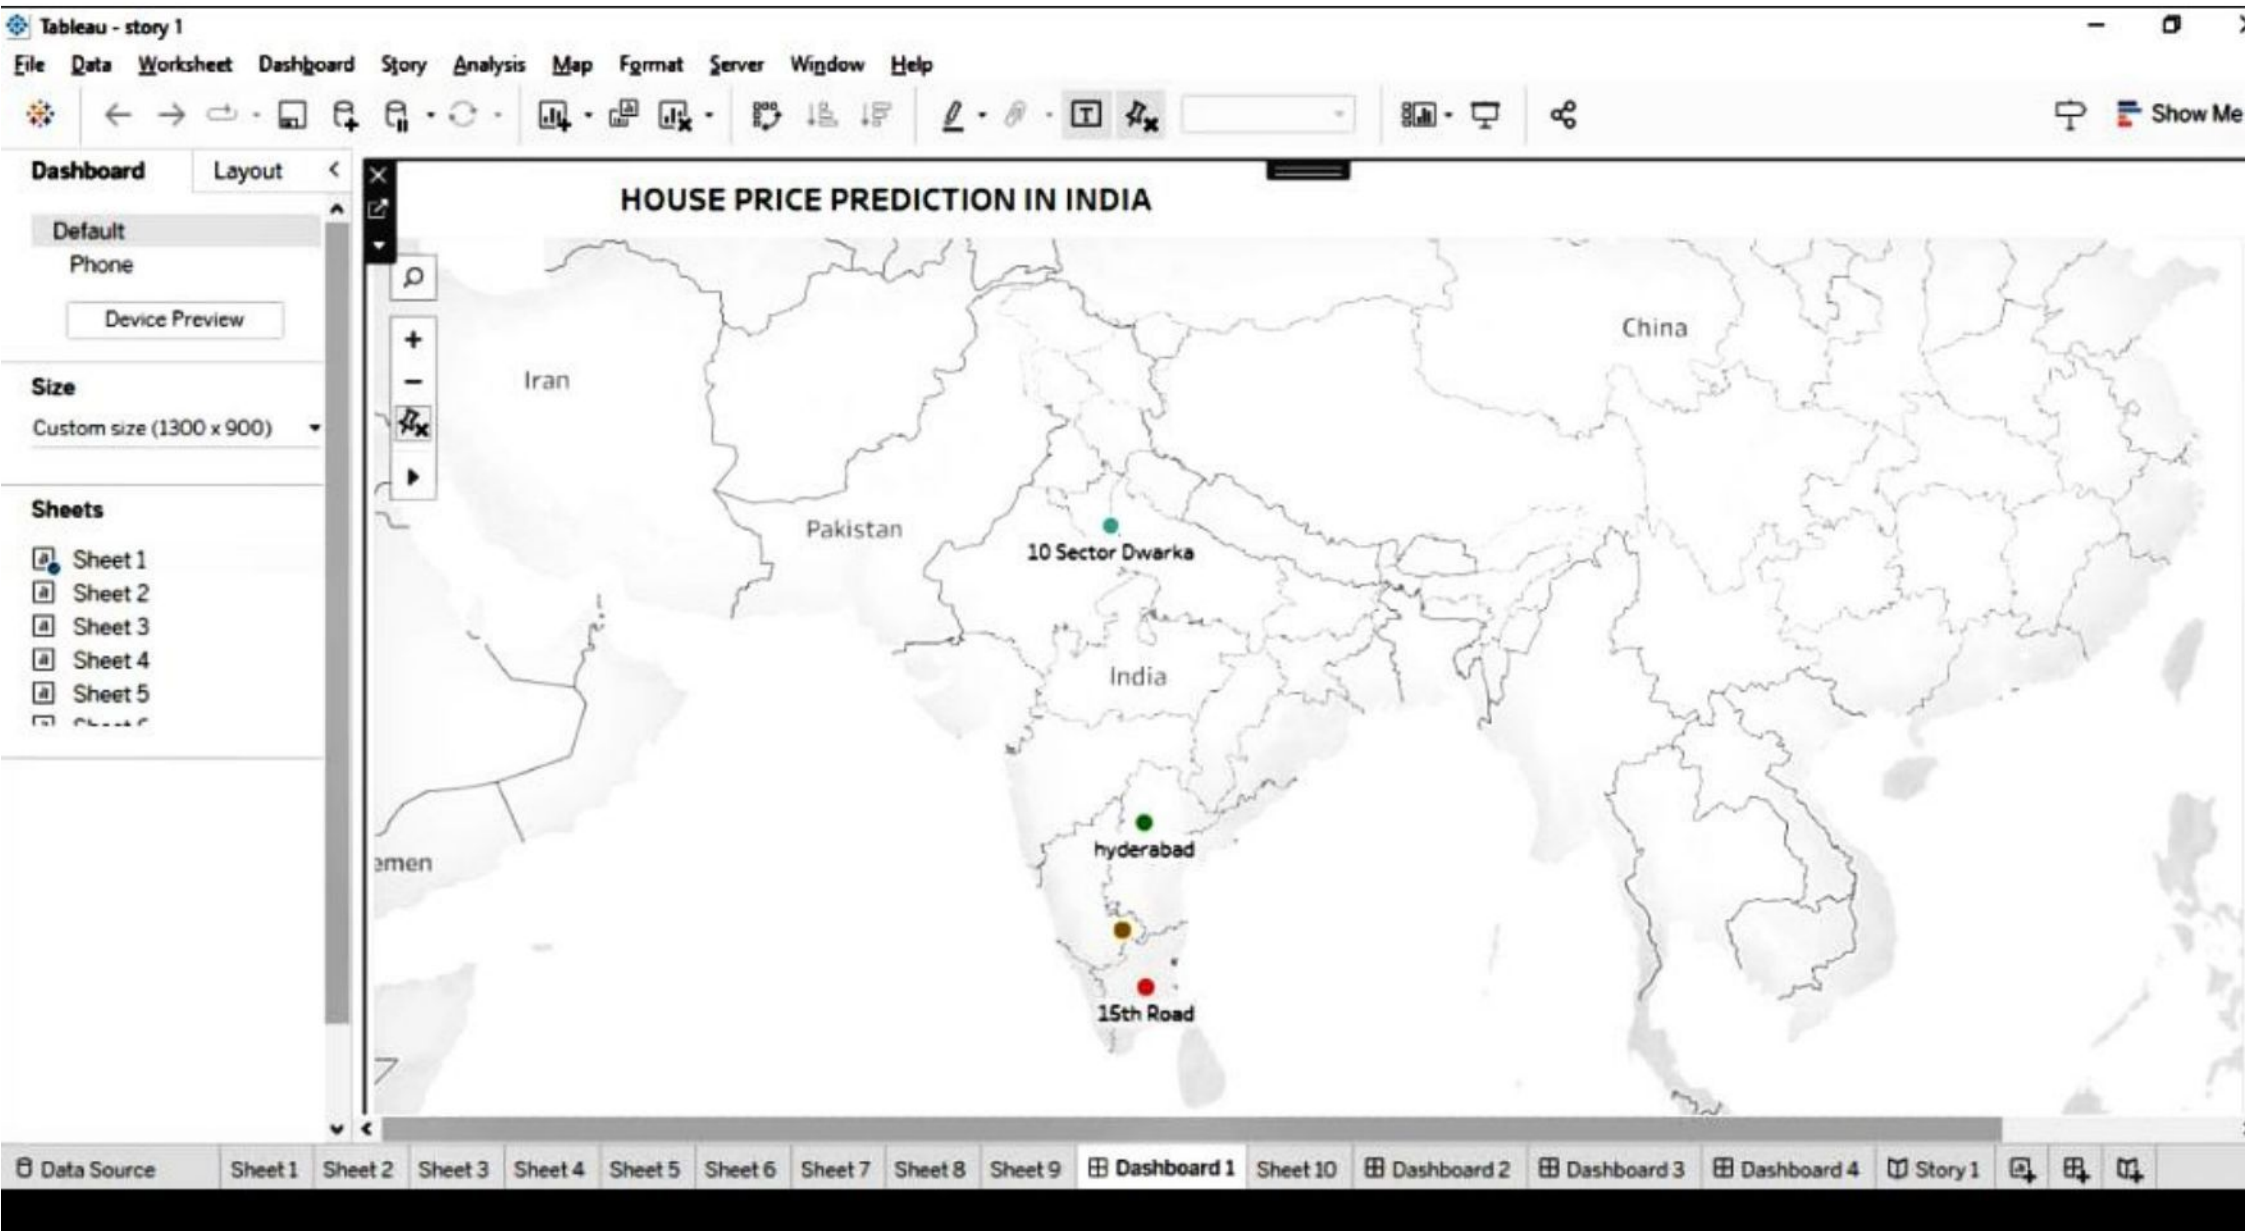 Tableau - story 1
File Data Worksheet Dashboard Story Analysis Map Format Server Window Help
Show Me
Dashboard Layout
Default
Phone
Device Preview
Size
Custom size (1300 x 900)
Sheets
Sheet 1
Sheet 2
Sheet 3
Sheet 4
Sheet 5
HOUSE PRICE PREDICTION IN INDIA
China
Iran
Pakistan
10 Sector Dwarka
India
hyderabad
emen
15th Road
Data Source Sheet 1 Sheet 2 Sheet 3 Sheet 4 Sheet 5 Sheet 6 Sheet 7 Sheet 8 Sheet 9 Dashboard 1 Sheet 10 Dashboard 2 Dashboard 3 Dashboard 4 Story 1